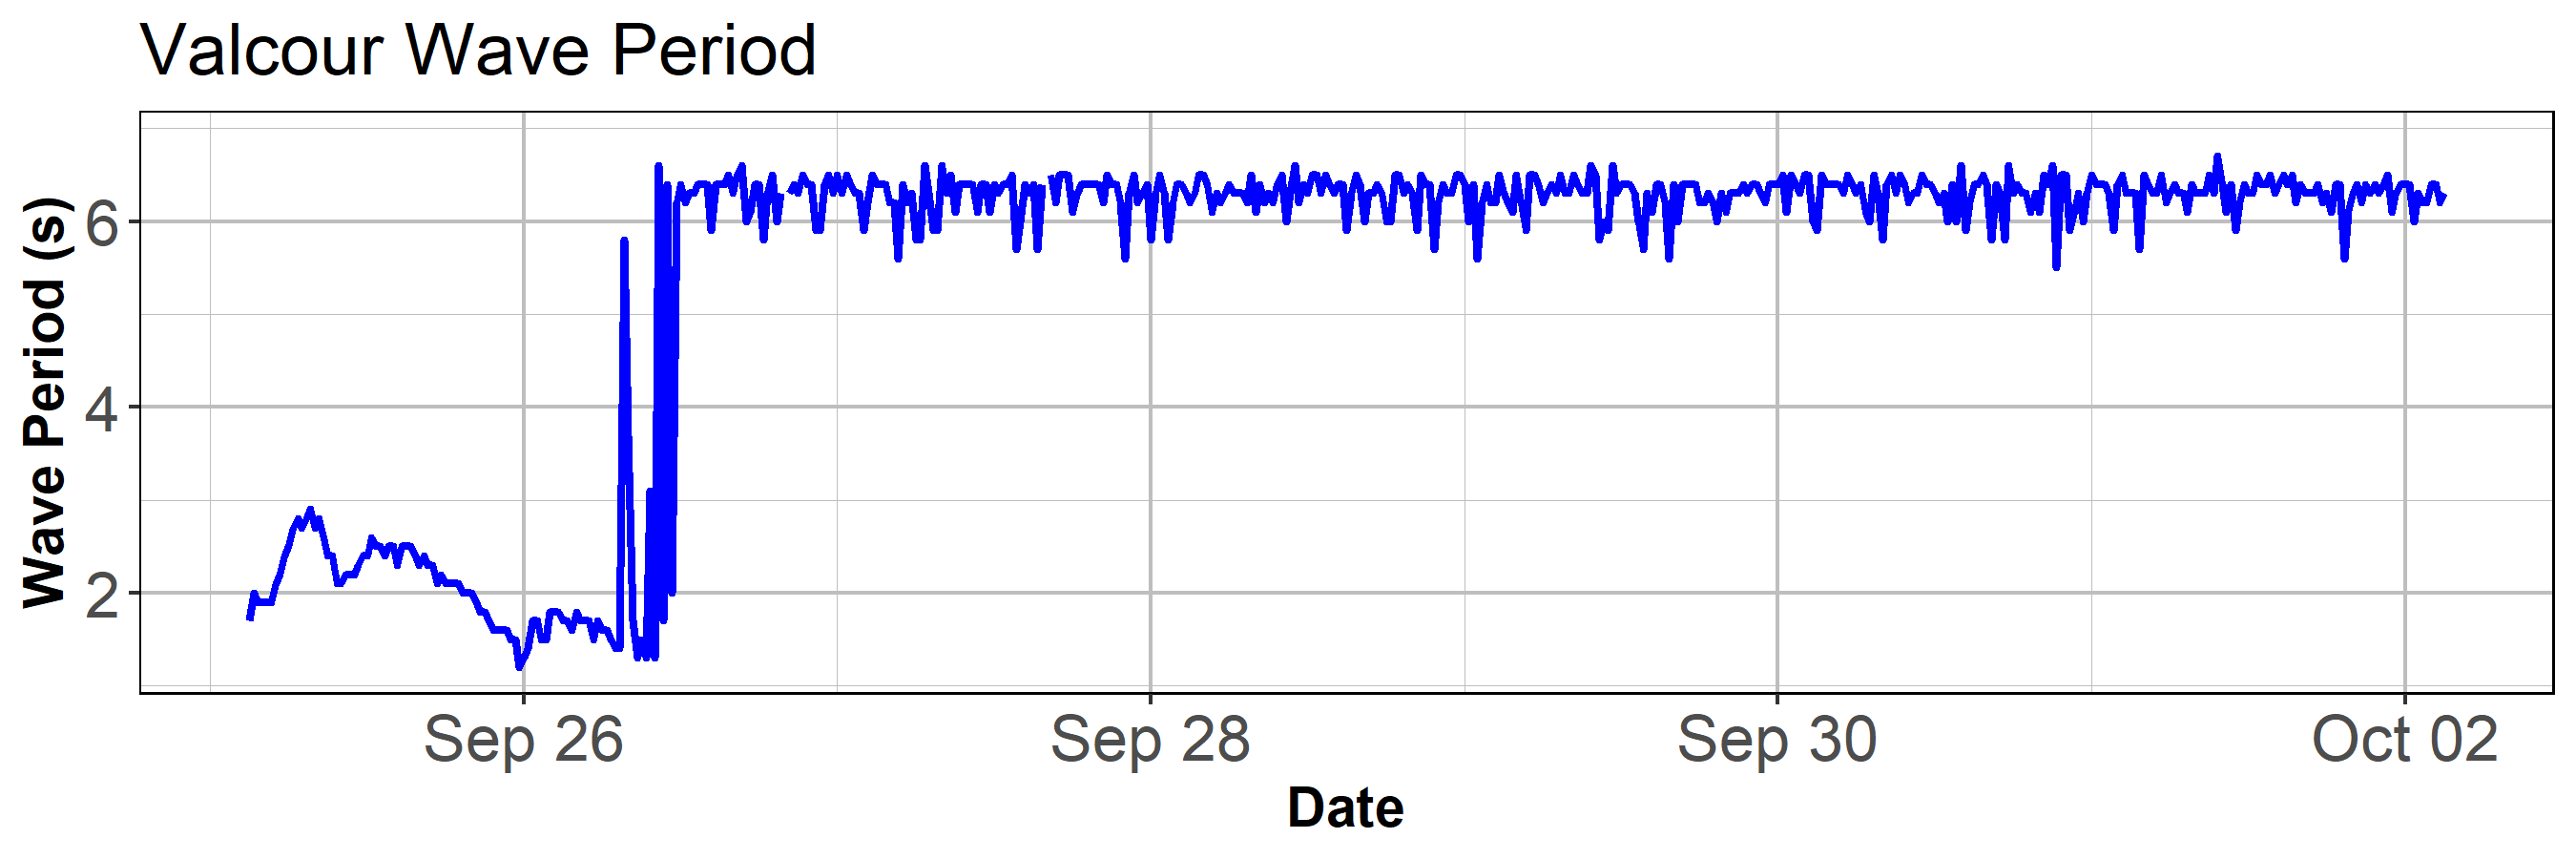 Valcour Wave Period
Wave Period (s)
6
4
2
Sep 26
Sep 28
Sep 30
Oct 02
Date